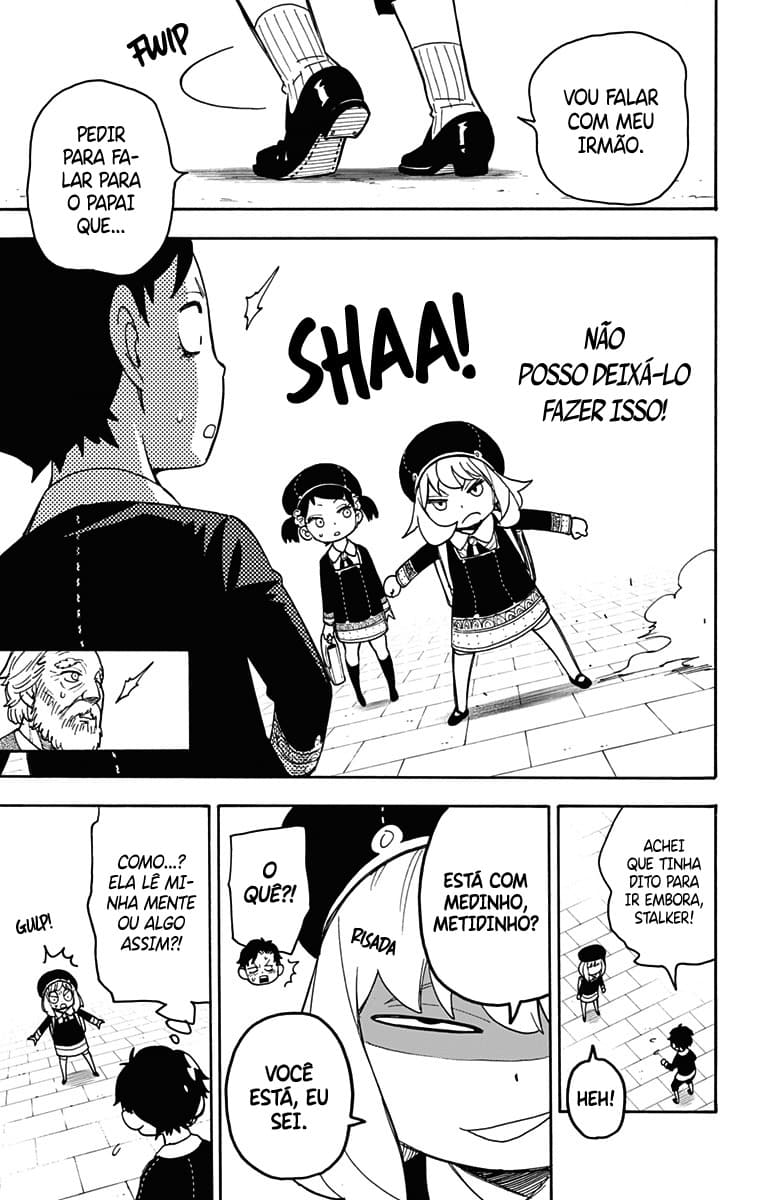 VOU FALAR
COM MEU
IRMÃO.
FWIP
PEDIR
PARA FA-
LAR PARA
O PAPAI
QUE...
NÃO
POSSO DEIXÁ-LO
FAZER ISSO!
SHAA!
ACHEI
QUE TINHA
DITO PARA
IR EMBORA,
STALKER!
HEH!
ESTÁ COM
MEDINHO,
METIDINHO?
RISADA
O
QUÊ?!
VOCÊ
ESTÁ, EU
SEI.
COMO...?
ELA LÊ MI-
NHA MENTE
OU ALGO
ASSIM?!
GULP!